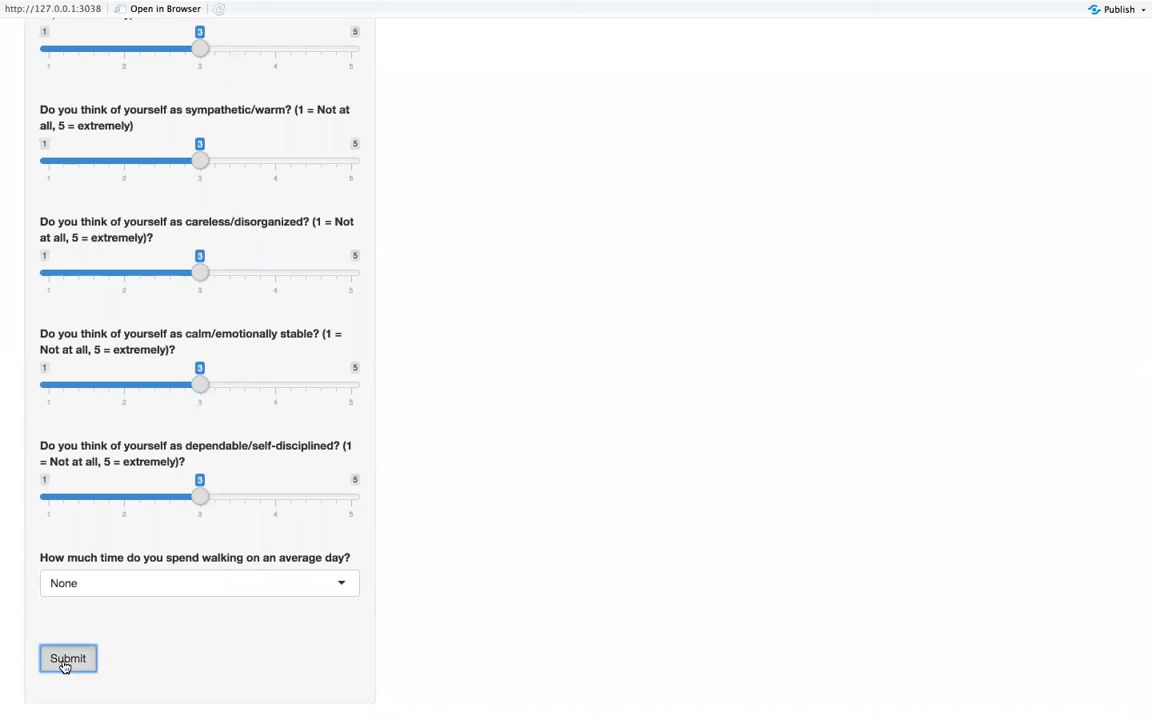 http://127.0.0.1:3038 Open in Browser Publish
1 3 5
1 2 3 4 5
Do you think of yourself as sympathetic/warm? (1 = Not at
all, 5 = extremely)
1 3 5
1 2 3 4 5
Do you think of yourself as careless/disorganized? (1 = Not
at all, 5 = extremely)?
1 3 5
1 2 3 4 5
Do you think of yourself as calm/emotionally stable? (1 =
Not at all, 5 = extremely)?
1 3 5
1 2 3 4 5
Do you think of yourself as dependable/self-disciplined? (1
= Not at all, 5 = extremely)?
1 3 5
1 2 3 4 5
How much time do you spend walking on an average day?
None
Submit